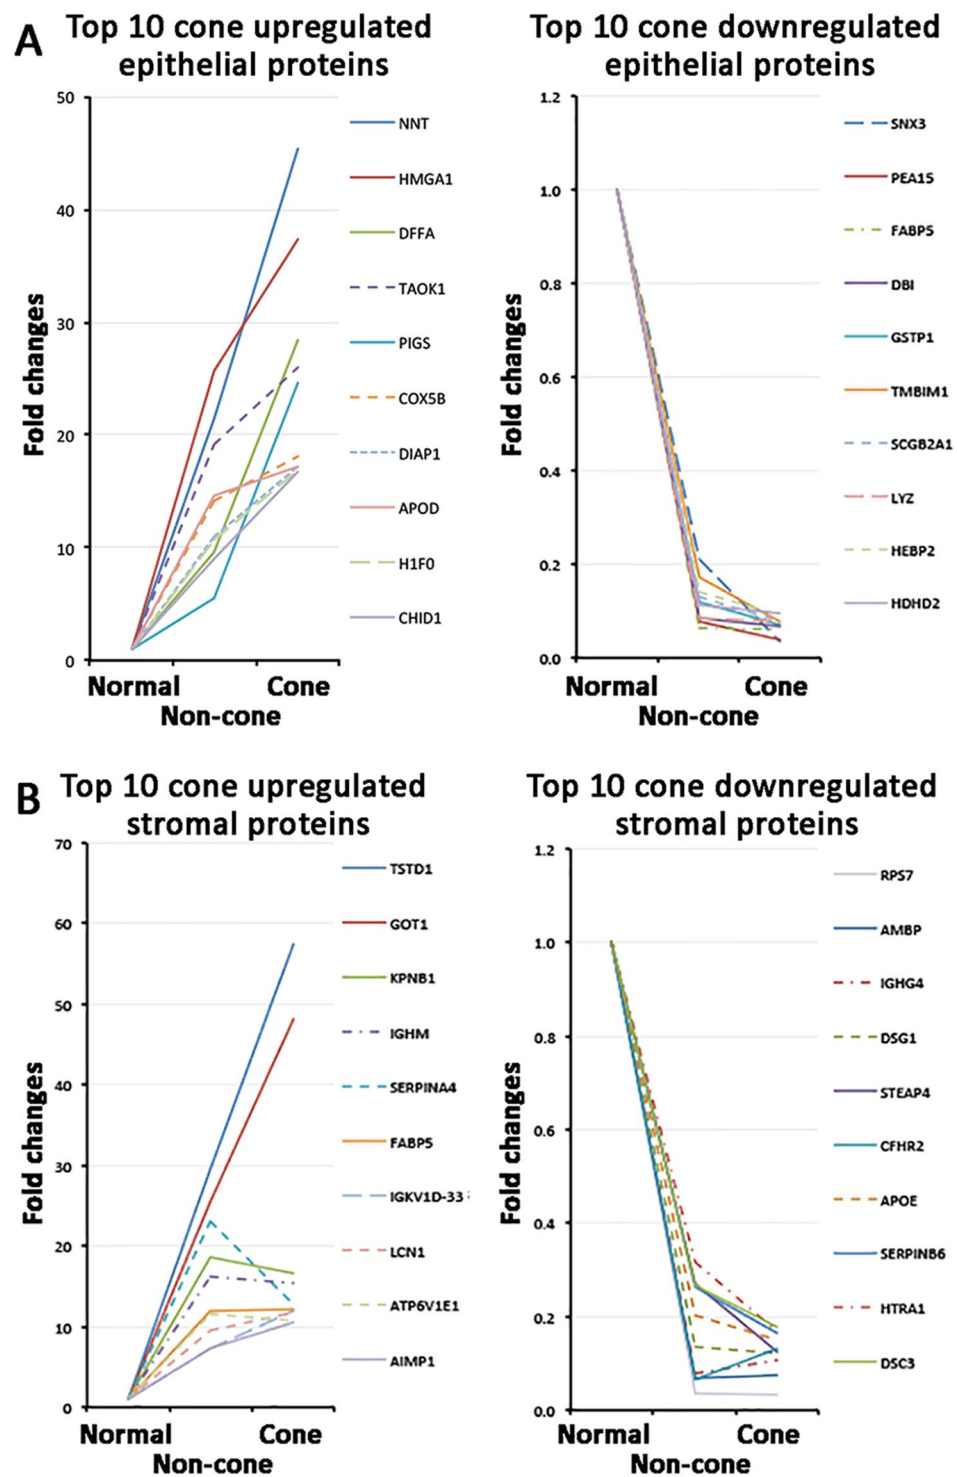 A
Top 10 cone upregulated
epithelial proteins
50
40
30
20
10
0
Fold changes
Normal
Non-cone
Cone
NNT
HMGA1
DFFA
TAOK1
PIGS
COX5B
DIAP1
APOD
H1F0
CHID1
Top 10 cone downregulated
epithelial proteins
1.2
1.0
0.8
0.6
0.4
0.2
0.0
Fold changes
Normal
Non-cone
Cone
SNX3
PEA15
FABP5
DBI
GSTP1
TMBIM1
SCGB2A1
LYZ
HEBP2
HDHD2
B
Top 10 cone upregulated
stromal proteins
70
60
50
40
30
20
10
0
Fold changes
Normal
Non-cone
Cone
TSTD1
GOT1
KPNB1
IGHM
SERPINA4
FABP5
IGKV1D-33
LCN1
ATP6V1E1
AIMP1
Top 10 cone downregulated
stromal proteins
1.2
1.0
0.8
0.6
0.4
0.2
0.0
Fold changes
Normal
Non-cone
Cone
RPS7
AMBP
IGHG4
DSG1
STEAP4
CFHR2
APOE
SERPINB6
HTRA1
DSC3